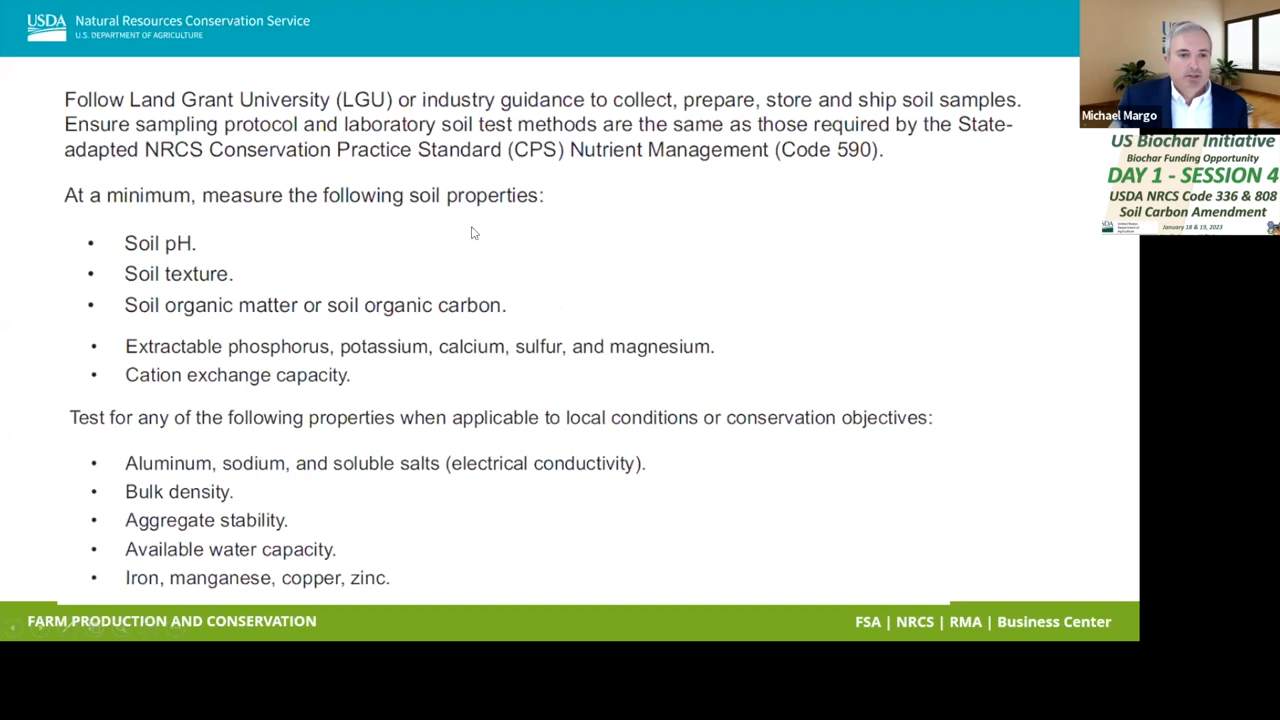 USDA Natural Resources Conservation Service
U.S. DEPARTMENT OF AGRICULTURE
Follow Land Grant University (LGU) or industry guidance to collect, prepare, store and ship soil samples.
Ensure sampling protocol and laboratory soil test methods are the same as those required by the State-
adapted NRCS Conservation Practice Standard (CPS) Nutrient Management (Code 590).
At a minimum, measure the following soil properties:
• Soil pH.
• Soil texture.
• Soil organic matter or soil organic carbon.
• Extractable phosphorus, potassium, calcium, sulfur, and magnesium.
• Cation exchange capacity.
Test for any of the following properties when applicable to local conditions or conservation objectives:
• Aluminum, sodium, and soluble salts (electrical conductivity).
• Bulk density.
• Aggregate stability.
• Available water capacity.
• Iron, manganese, copper, zinc.
FARM PRODUCTION AND CONSERVATION
FSA | NRCS | RMA | Business Center
Michael Margo
US Biochar Initiative
Biochar Funding Opportunity
DAY 1 - SESSION 4
USDA NRCS Code 336 & 808
Soil Carbon Amendment
January 18 & 19, 2023